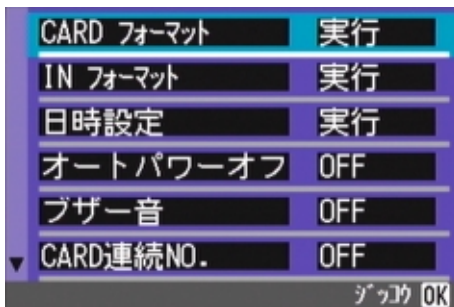 CARD フォーマット 実行
IN フォーマット 実行
日時設定 実行
オートパワーオフ OFF
ブザー音 OFF
CARD連続NO. OFF
ジッコウ OK